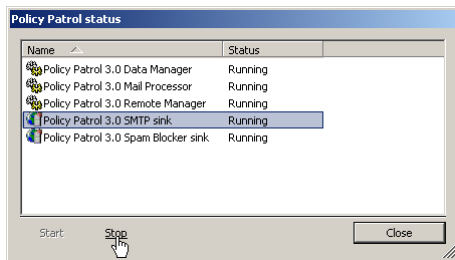 Policy Patrol status
Name Status
Policy Patrol 3.0 Data Manager Running
Policy Patrol 3.0 Mail Processor Running
Policy Patrol 3.0 Remote Manager Running
Policy Patrol 3.0 SMTP sink Running
Policy Patrol 3.0 Spam Blocker sink Running
Start Stop Close